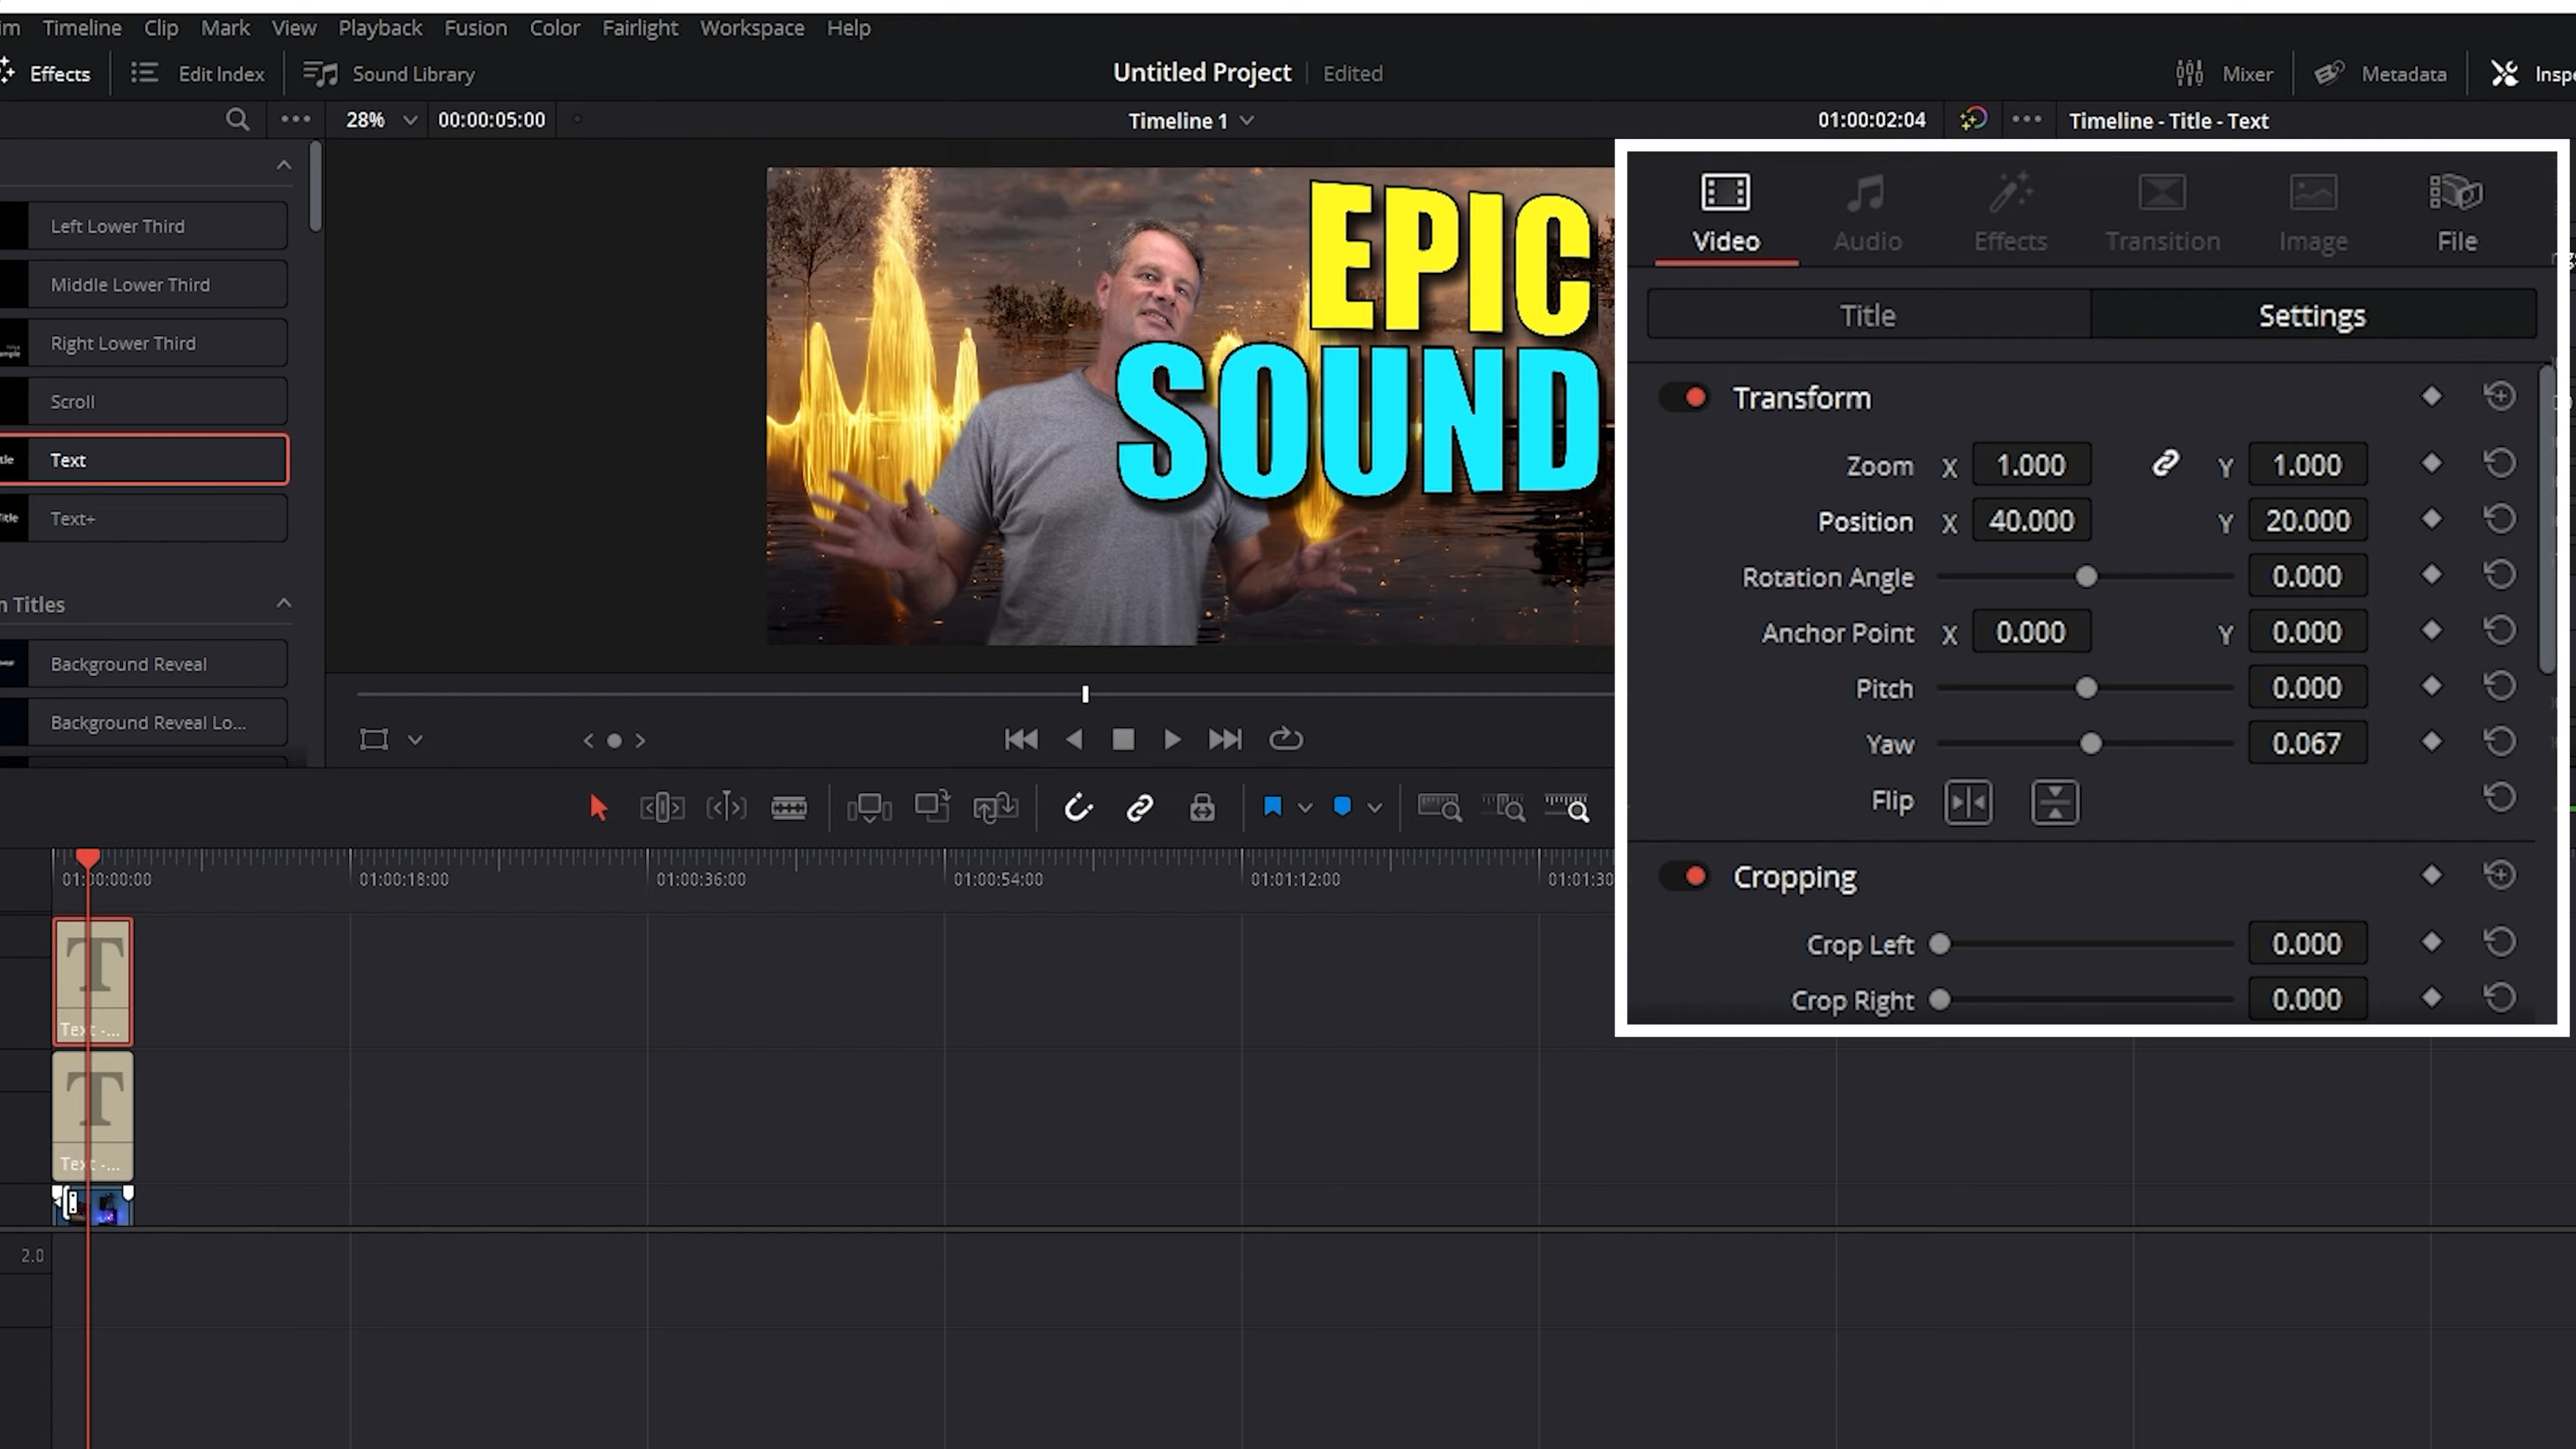 Timeline Clip Mark View Playback Fusion Color Fairlight Workspace Help
Effects Edit Index Sound Library Untitled Project Edited Mixer Metadata
28% 00:00:05:00 Timeline 1 01:00:02:04 Timeline - Title - Text
Left Lower Third
Middle Lower Third
Right Lower Third
Scroll
Text
Text+
Titles
Background Reveal
Background Reveal Lo...
EPIC
SOUND
Video Audio Effects Transition Image File
Title Settings
Transform
Zoom X 1.000 Y 1.000
Position X 40.000 Y 20.000
Rotation Angle 0.000
Anchor Point X 0.000 Y 0.000
Pitch 0.000
Yaw 0.067
Flip
Cropping
Crop Left 0.000
Crop Right 0.000
01:00:00:00 01:00:18:00 01:00:36:00 01:00:54:00 01:01:12:00 01:01:30
T
Text -...
T
Text -...
2.0